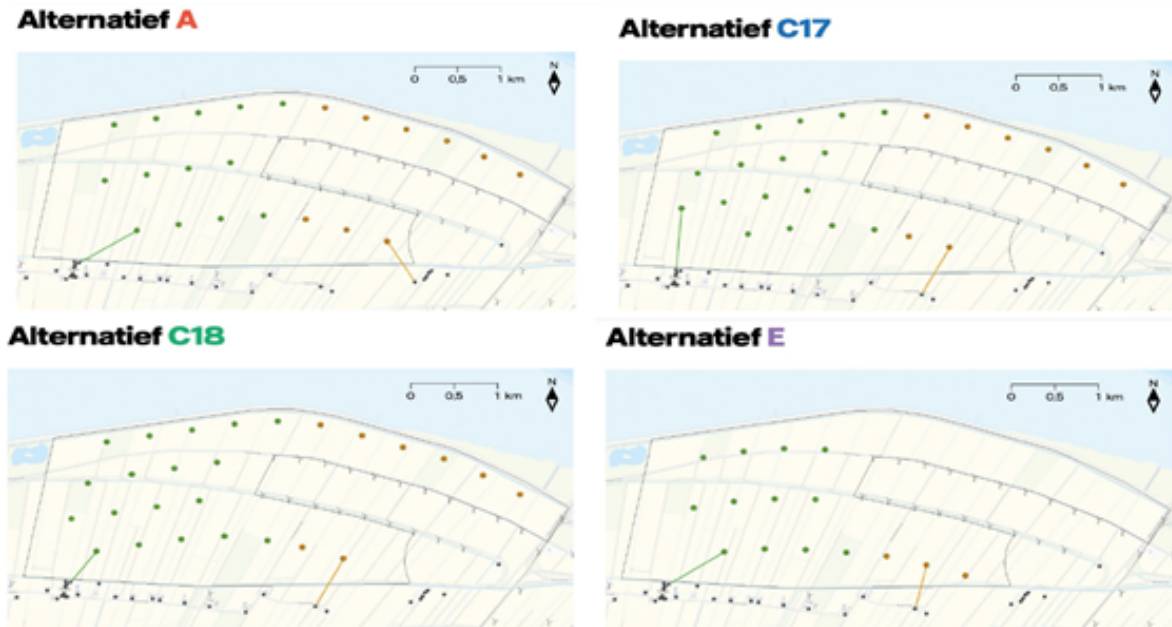 Alternatief A
N
0 0,5 1 km
Alternatief C17
N
0 0,5 1 km
Alternatief C18
N
0 0,5 1 km
Alternatief E
N
0 0,5 1 km